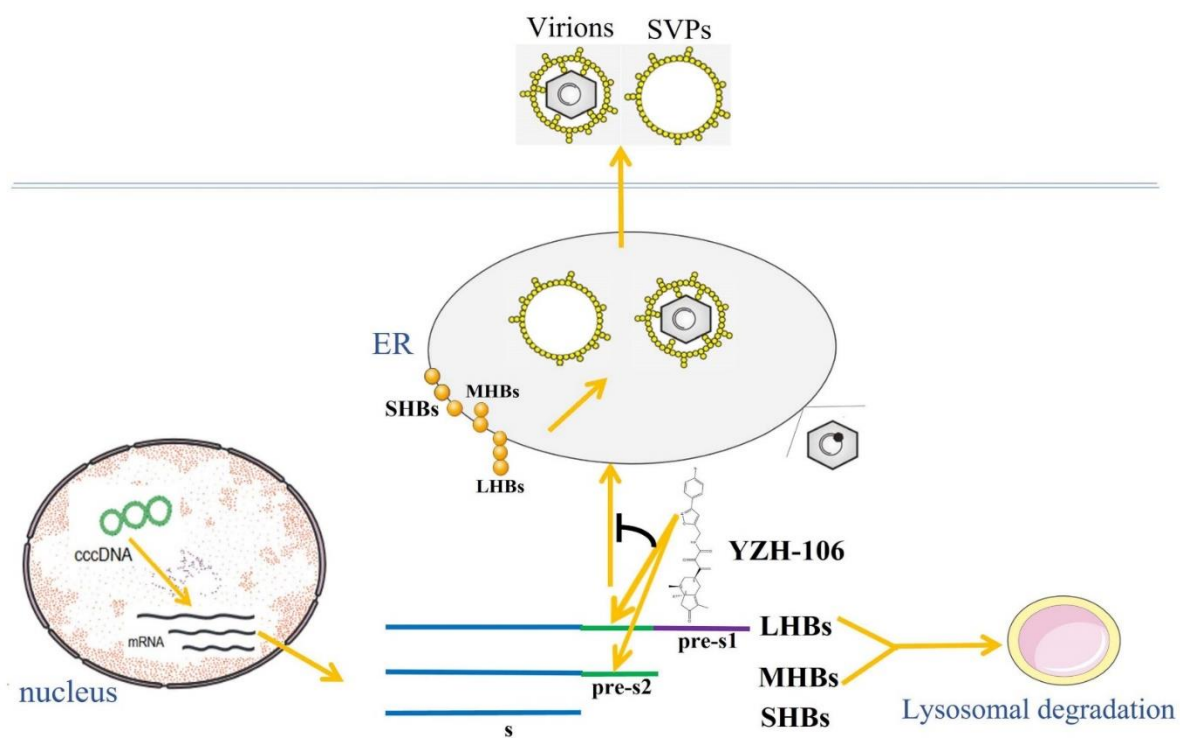 Virions SVPs
ER
MHBs
SHBs
LHBs
cccDNA
mRNA
nucleus
YZH-106
pre-s1
LHBs
pre-s2
MHBs
SHBs
s
Lysosomal degradation